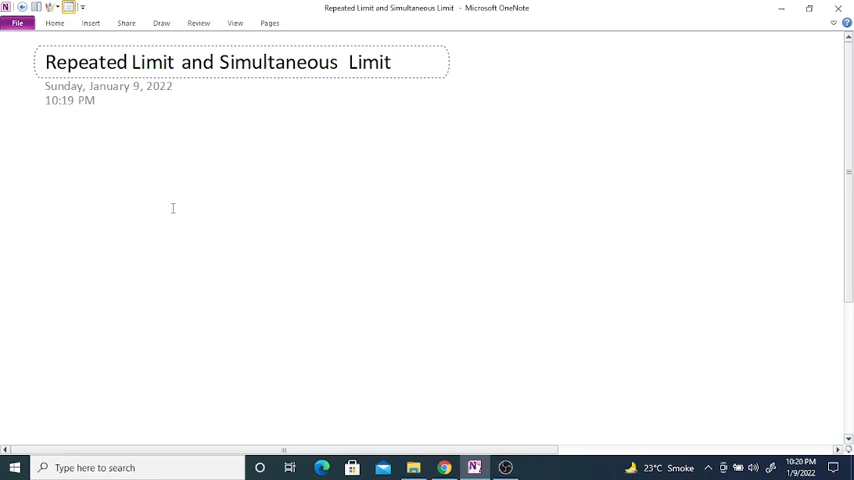 Repeated Limit and Simultaneous Limit - Microsoft OneNote
File Home Insert Share Draw Review View Pages
Repeated Limit and Simultaneous  Limit
Sunday, January 9, 2022
10:19 PM
Type here to search
23°C Smoke
10:20 PM
1/9/2022